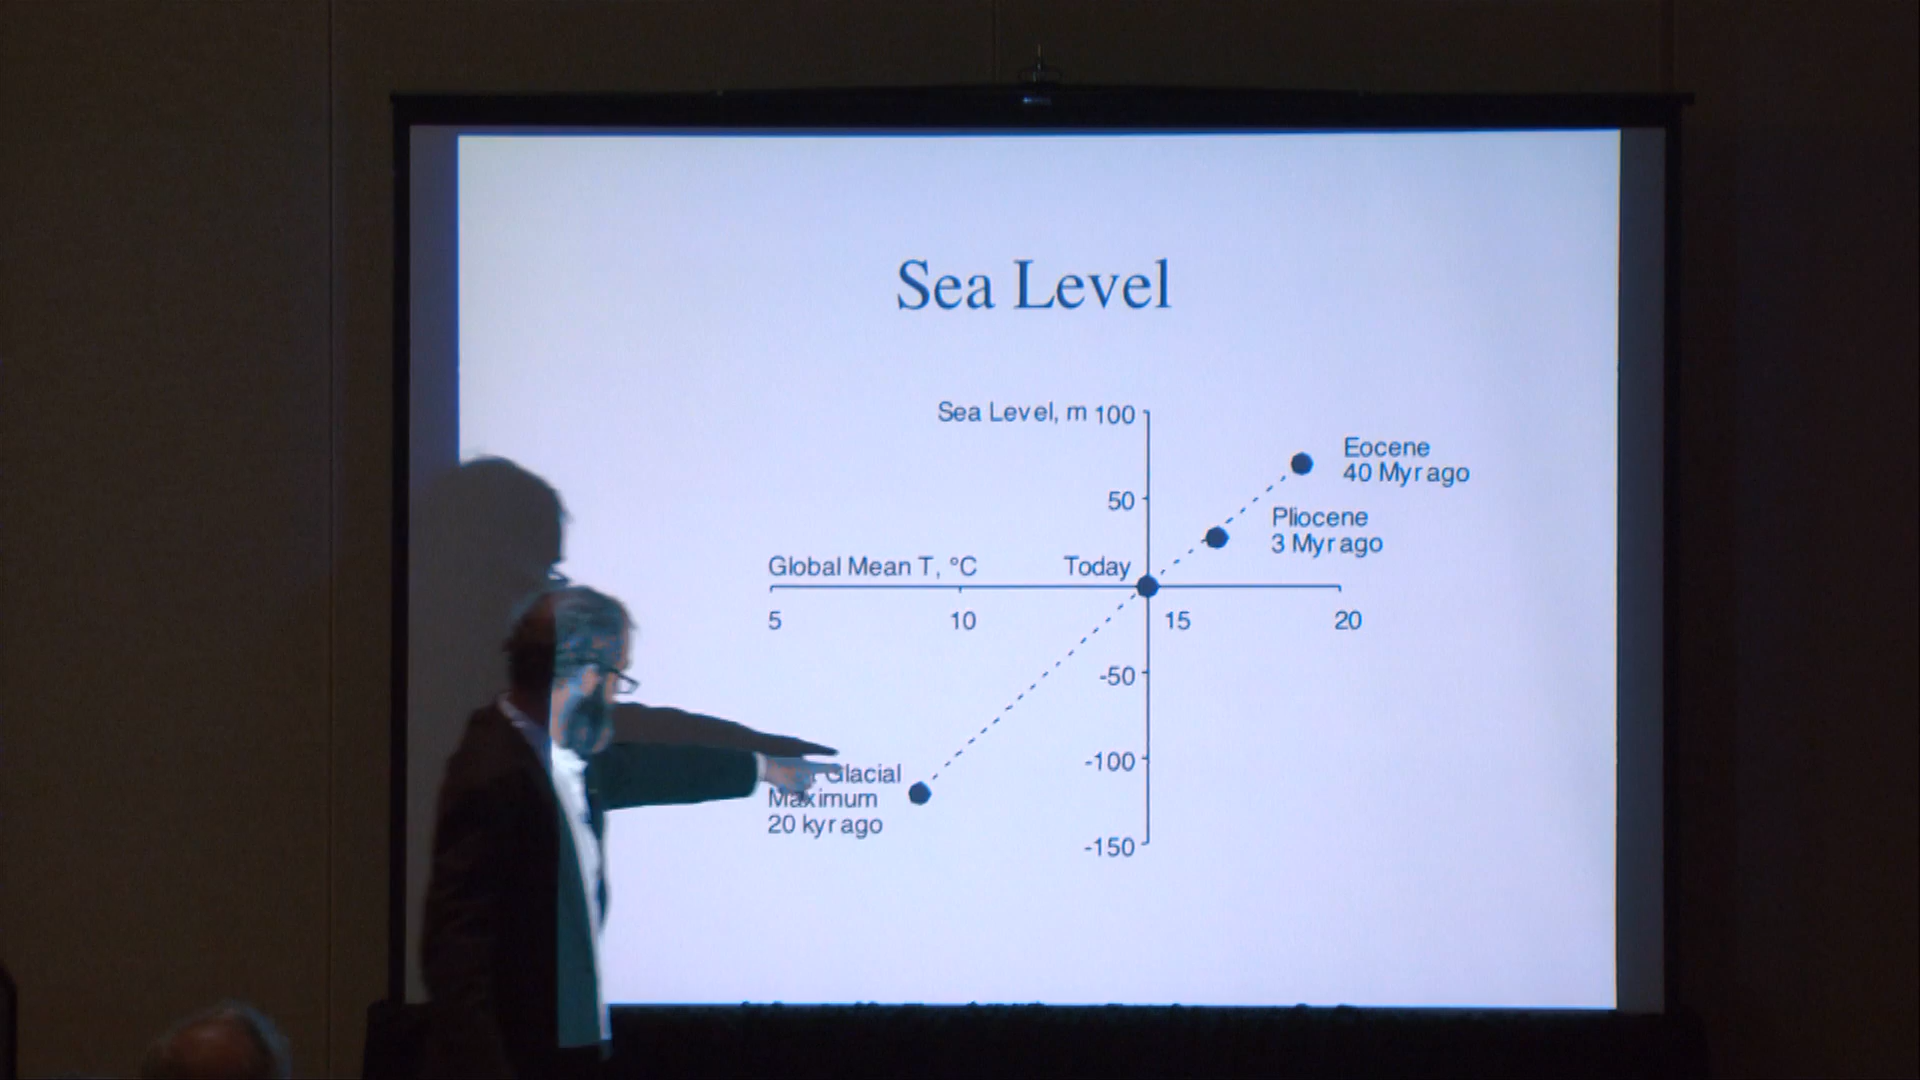 Sea Level
Sea Level, m 100
Eocene
40 Myr ago
50
Pliocene
3 Myr ago
Global Mean T, °C Today
5 10 15 20
-50
-100
Glacial
Maximum
20 kyr ago
-150